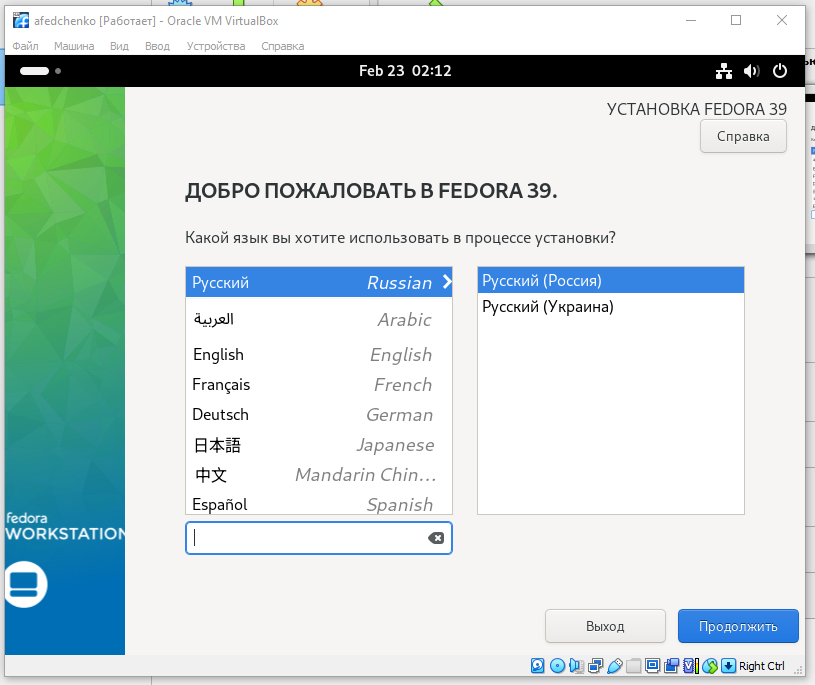 afedchenko [Работает] - Oracle VM VirtualBox
Файл Машина Вид Ввод Устройства Справка
Feb 23 02:12
УСТАНОВКА FEDORA 39
Справка
ДОБРО ПОЖАЛОВАТЬ В FEDORA 39.
Какой язык вы хотите использовать в процессе установки?
Русский Russian
العربية Arabic
English English
Français French
Deutsch German
日本語 Japanese
中文 Mandarin Chin...
Español Spanish
Русский (Россия)
Русский (Украина)
fedora
WORKSTATION
Выход Продолжить
Right Ctrl